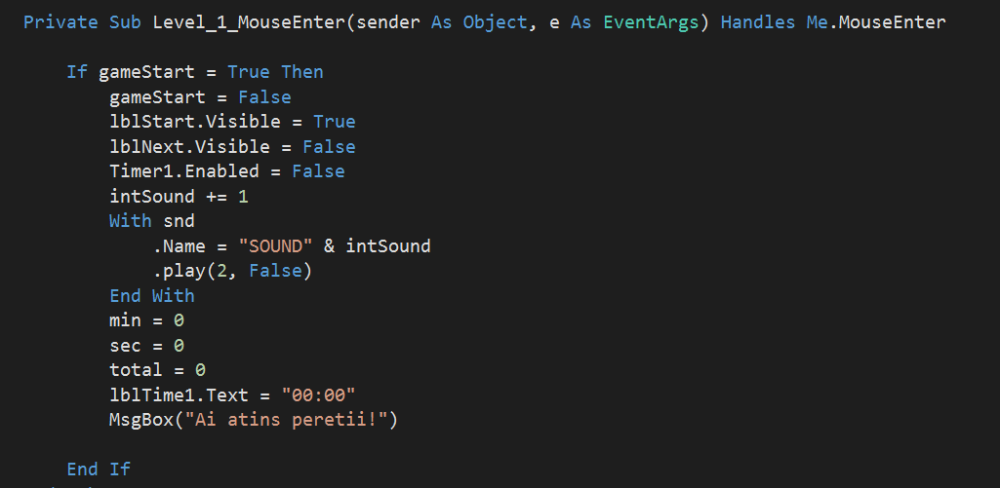 Private Sub Level_1_MouseEnter(sender As Object, e As EventArgs) Handles Me.MouseEnter
If gameStart = True Then
gameStart = False
lblStart.Visible = True
lblNext.Visible = False
Timer1.Enabled = False
intSound += 1
With snd
.Name = "SOUND" & intSound
.play(2, False)
End With
min = 0
sec = 0
total = 0
lblTime1.Text = "00:00"
MsgBox("Ai atins peretii!")
End If